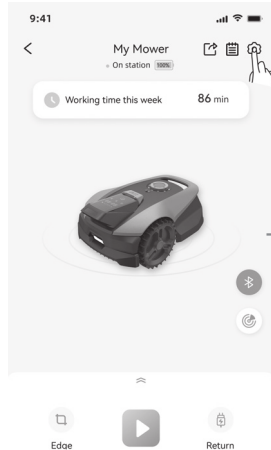 9:41
My Mower
On station 100%
Working time this week 86 min
Edge
Return